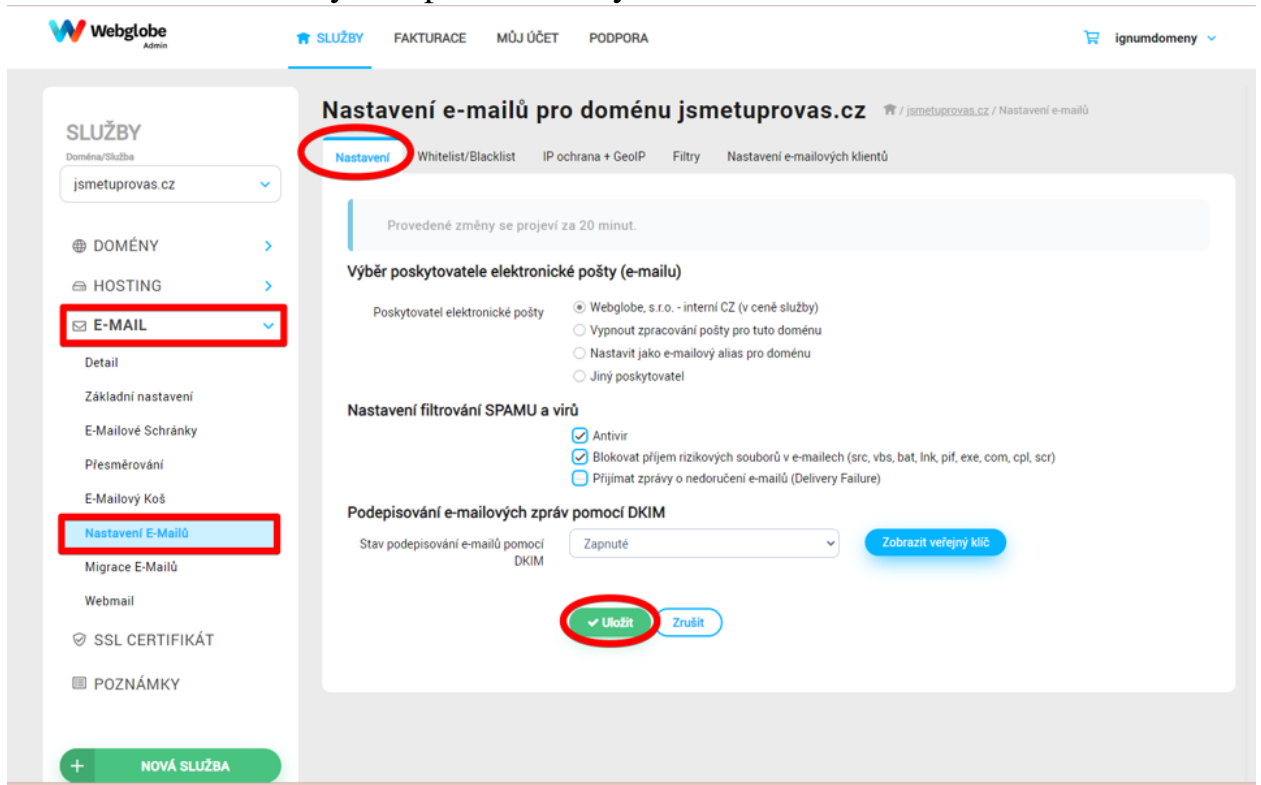 Webglobe
Admin
SLUŽBY
FAKTURACE
MŮJ ÚČET
PODPORA
ignumdomeny
SLUŽBY
Doména/Služba
jsmetuprovas.cz
DOMÉNY
HOSTING
E-MAIL
Detail
Základní nastavení
E-Mailové Schránky
Přesměrování
E-Mailový Koš
Nastavení E-Mailů
Migrace E-Mailů
Webmail
SSL CERTIFIKÁT
POZNÁMKY
+ NOVÁ SLUŽBA
Nastavení e-mailů pro doménu jsmetuprovas.cz
/ jsmetuprovas.cz / Nastavení e-mailů
Nastavení
Whitelist/Blacklist
IP ochrana + GeoIP
Filtry
Nastavení e-mailových klientů
Provedené změny se projeví za 20 minut.
Výběr poskytovatele elektronické pošty (e-mailu)
Poskytovatel elektronické pošty
Webglobe, s.r.o. - interní CZ (v ceně služby)
Vypnout zpracování pošty pro tuto doménu
Nastavit jako e-mailový alias pro doménu
Jiný poskytovatel
Nastavení filtrování SPAMU a virů
Antivir
Blokovat příjem rizikových souborů v e-mailech (src, vbs, bat, lnk, pif, exe, com, cpl, scr)
Přijímat zprávy o nedoručení e-mailů (Delivery Failure)
Podepisování e-mailových zpráv pomocí DKIM
Stav podepisování e-mailů pomocí
DKIM
Zapnuté
Zobrazit veřejný klíč
Uložit
Zrušit